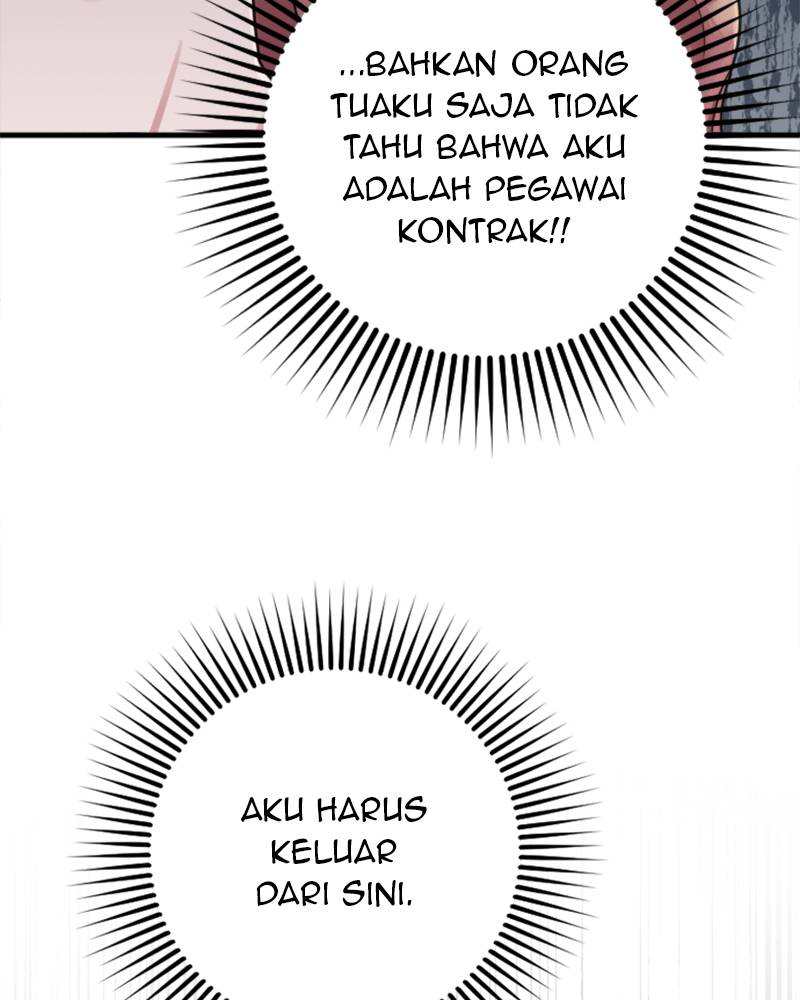 ...BAHKAN ORANG
TUAKU SAJA TIDAK
TAHU BAHWA AKU
ADALAH PEGAWAI
KONTRAK!!
AKU HARUS
KELUAR
DARI SINI.